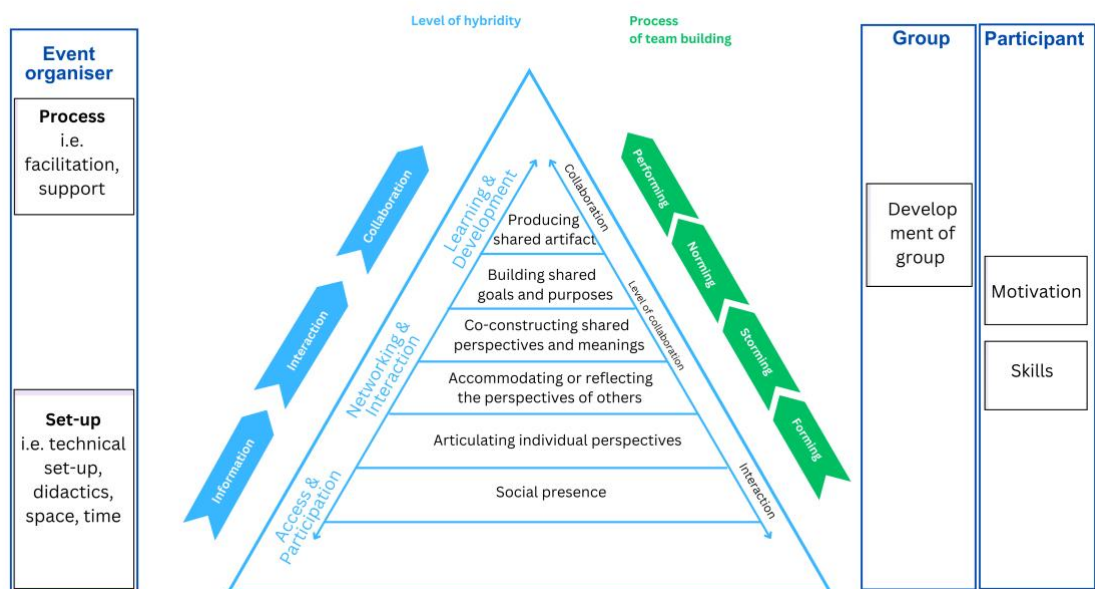 Level of hybridity
Process
of team building
Event
organiser
Process
i.e.
facilitation,
support
Set-up
i.e. technical
set-up,
didactics,
space, time
Information
Interaction
Collaboration
Access &
Participation
Networking &
Interaction
Learning &
Development
Producing
shared artifact
Building shared
goals and purposes
Co-constructing shared
perspectives and meanings
Accommodating or reflecting
the perspectives of others
Articulating individual perspectives
Social presence
Collaboration
Level of collaboration
Interaction
Performing
Norming
Storming
Forming
Group
Develop
ment of
group
Participant
Motivation
Skills